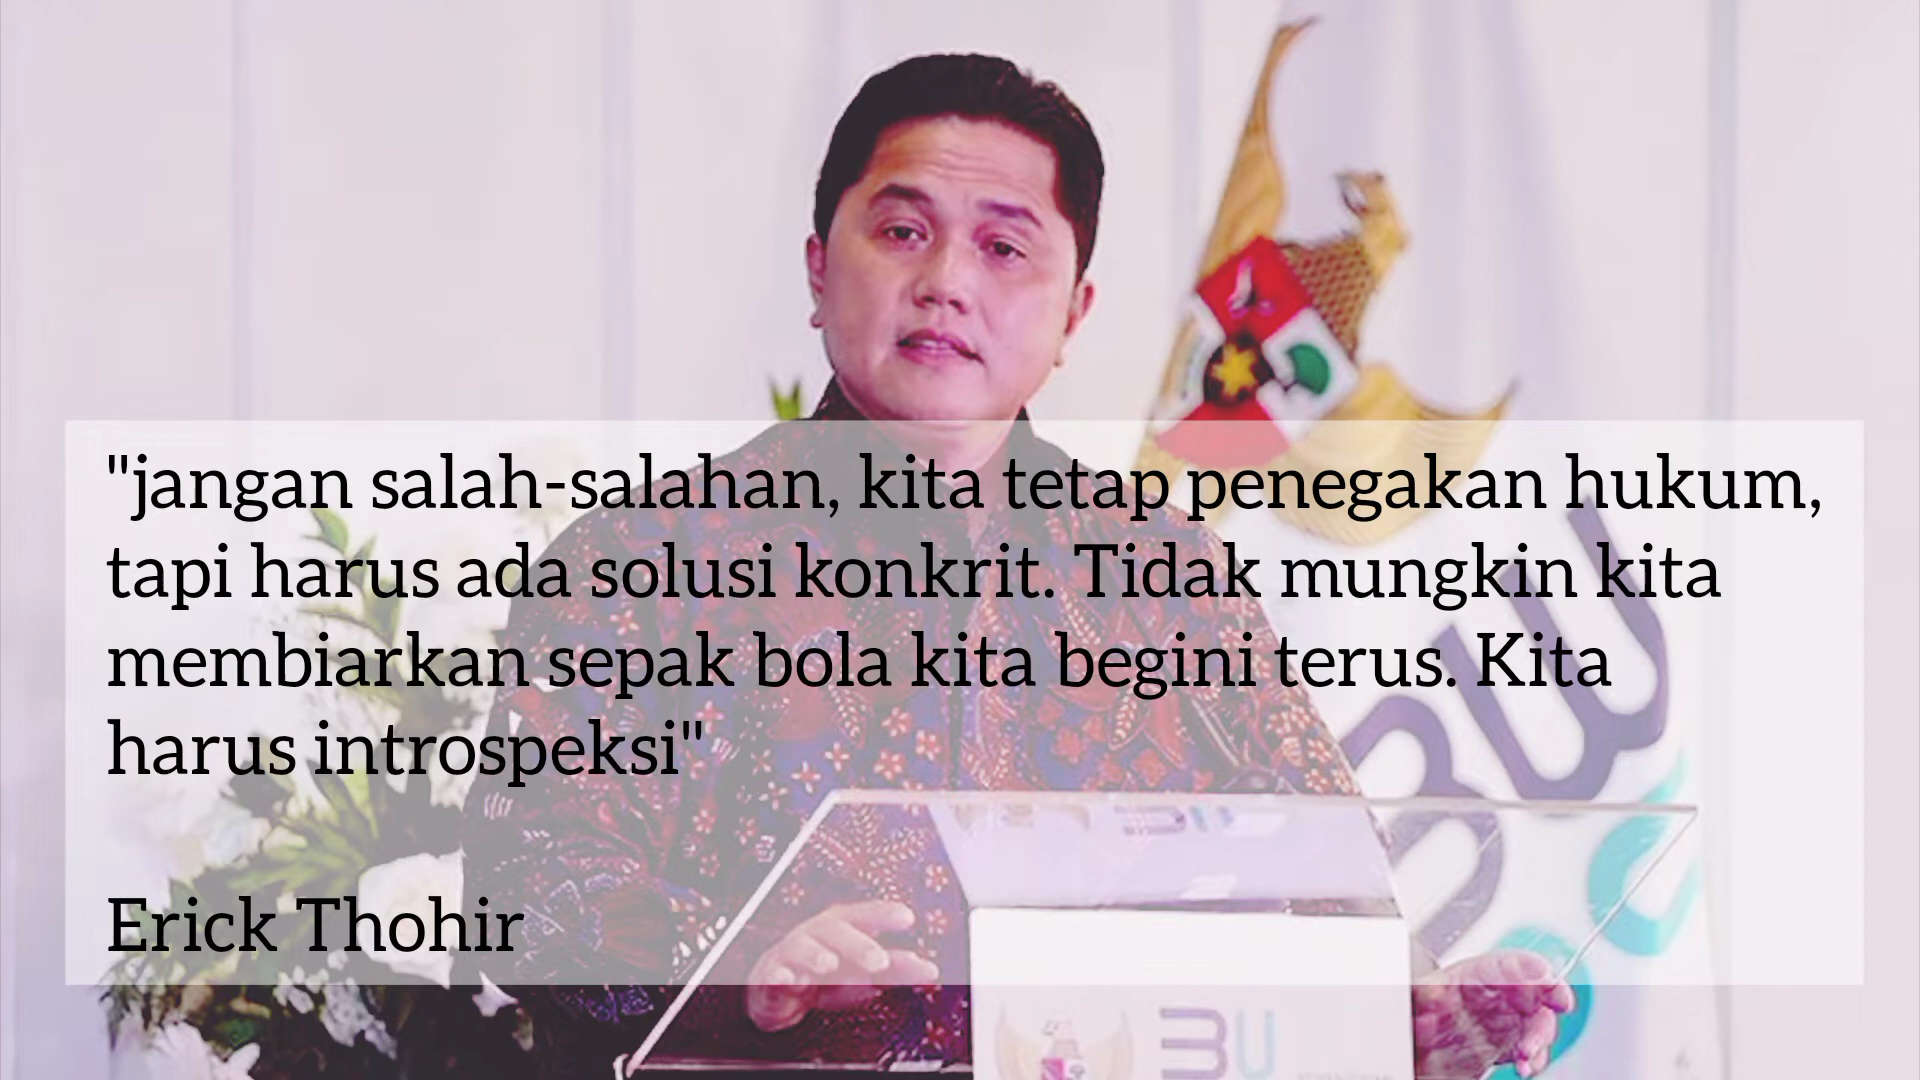 "jangan salah-salahan, kita tetap penegakan hukum,
tapi harus ada solusi konkrit. Tidak mungkin kita
membiarkan sepak bola kita begini terus. Kita
harus introspeksi"
Erick Thohir